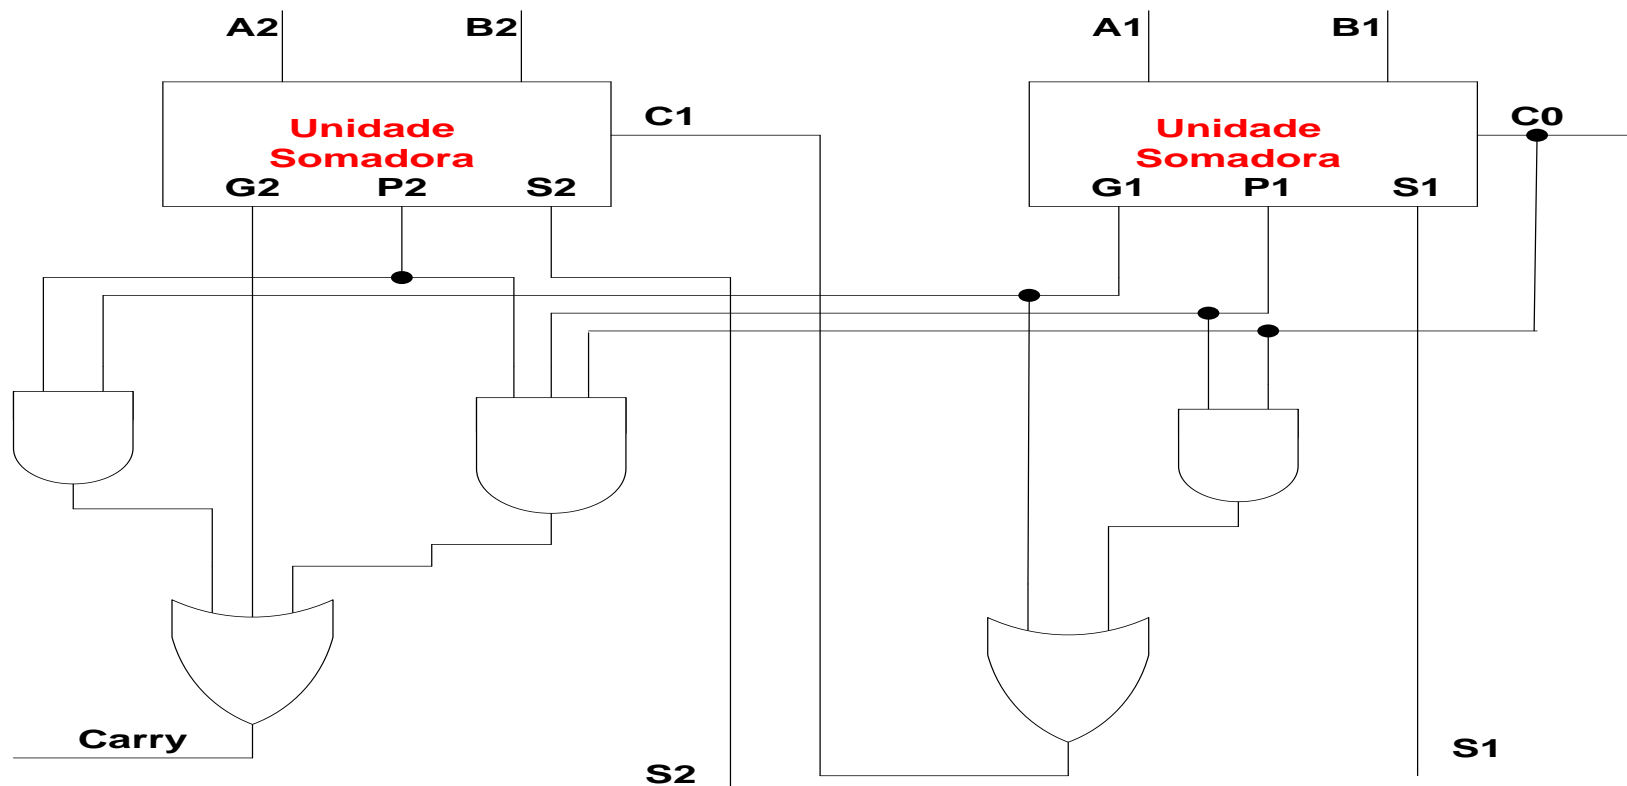 A2 B2 A1 B1
Unidade
Somadora
C1
G2 P2 S2
Unidade
Somadora
C0
G1 P1 S1
Carry
S2
S1